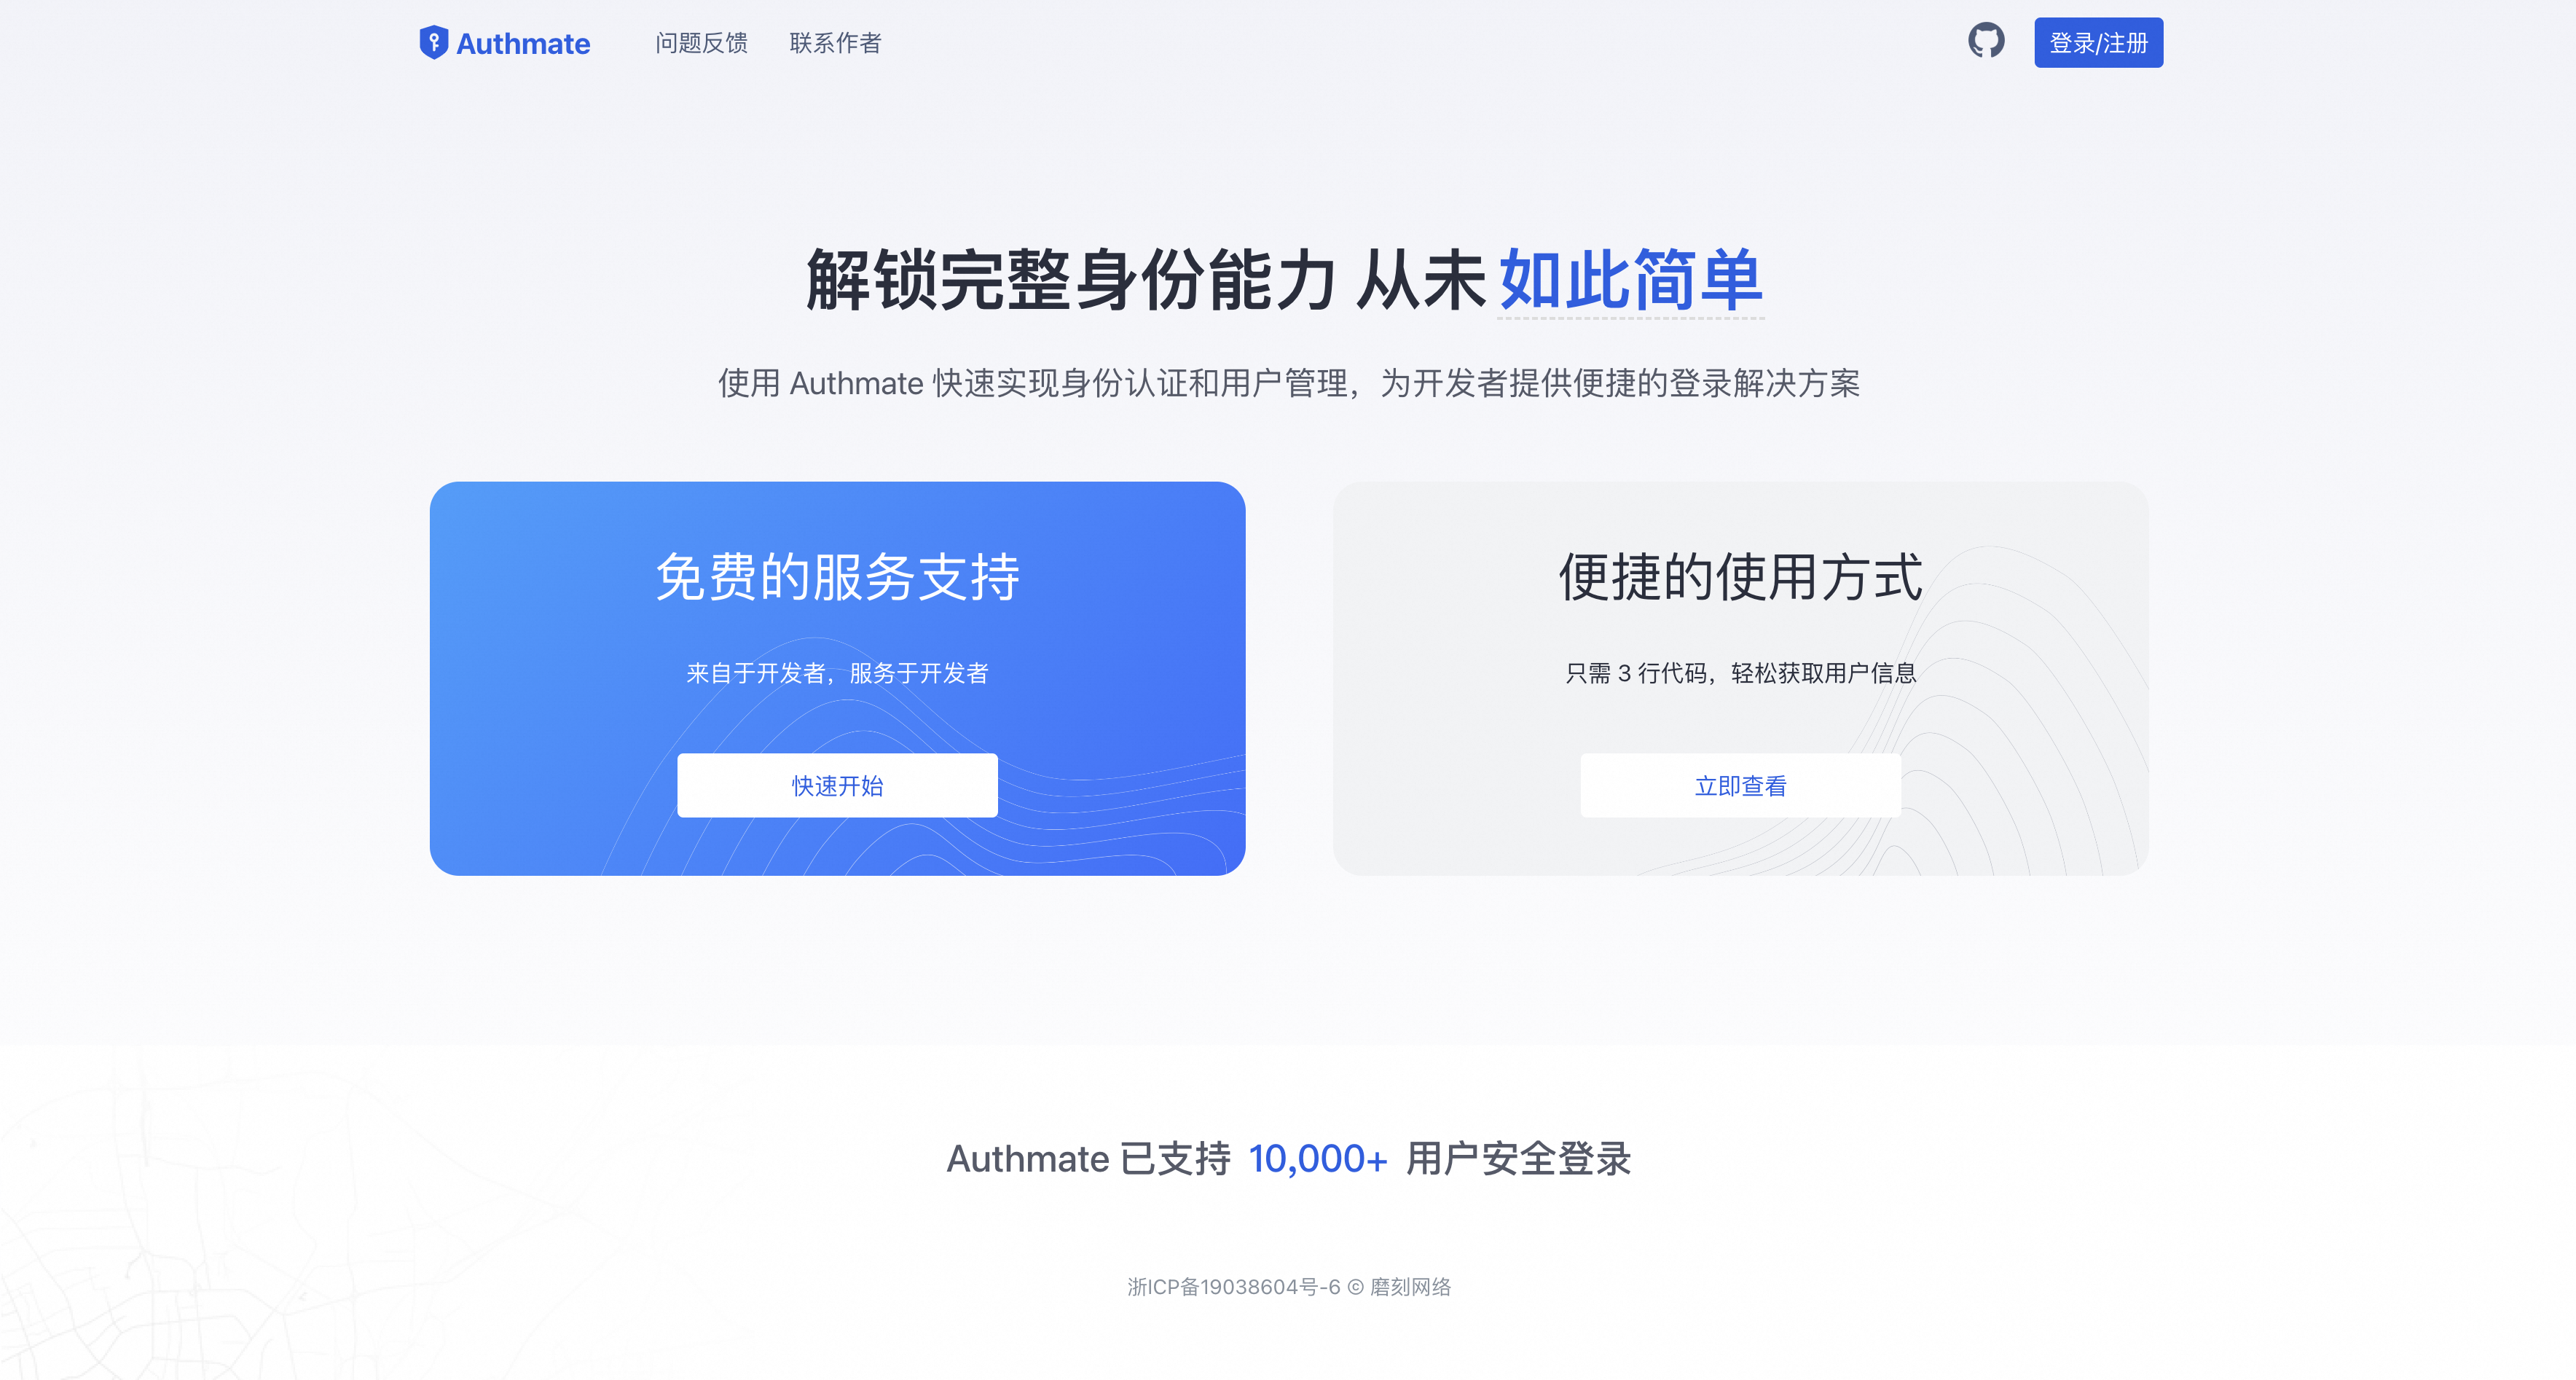 Authmate 问题反馈 联系作者 登录/注册
解锁完整身份能力 从未 如此简单
使用 Authmate 快速实现身份认证和用户管理，为开发者提供便捷的登录解决方案
免费的服务支持
来自于开发者，服务于开发者
快速开始
便捷的使用方式
只需 3 行代码，轻松获取用户信息
立即查看
Authmate 已支持 10,000+ 用户安全登录
浙ICP备19038604号-6 © 磨刻网络